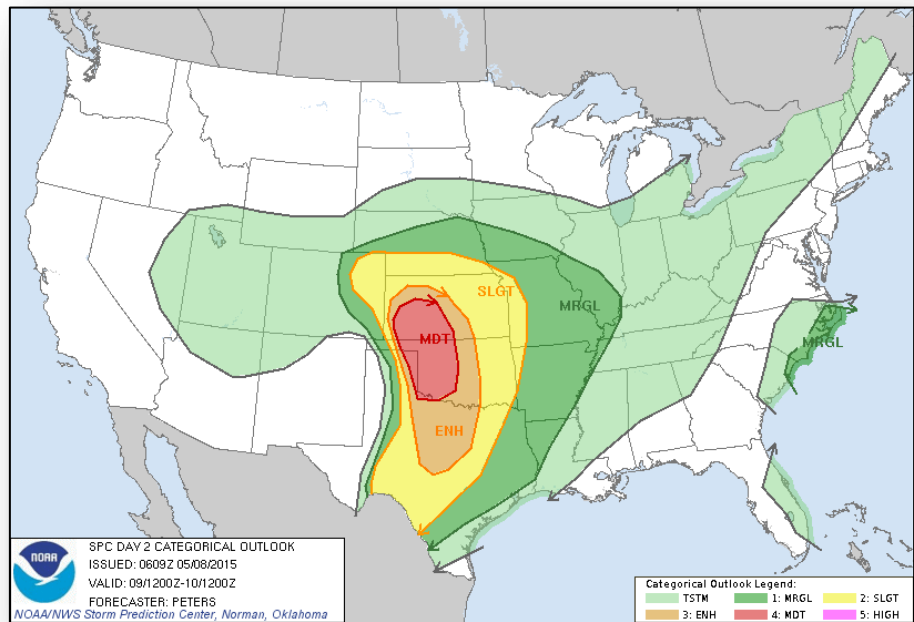 SLGT
MRGL
MDT
MRGL
ENH
NOAA
SPC DAY 2 CATEGORICAL OUTLOOK
ISSUED: 0609Z 05/08/2015
VALID: 09/1200Z-10/1200Z
FORECASTER: PETERS
NOAA/NWS Storm Prediction Center, Norman, Oklahoma
Categorical Outlook Legend:
TSTM 1: MRGL 2: SLGT
3: ENH 4: MDT 5: HIGH